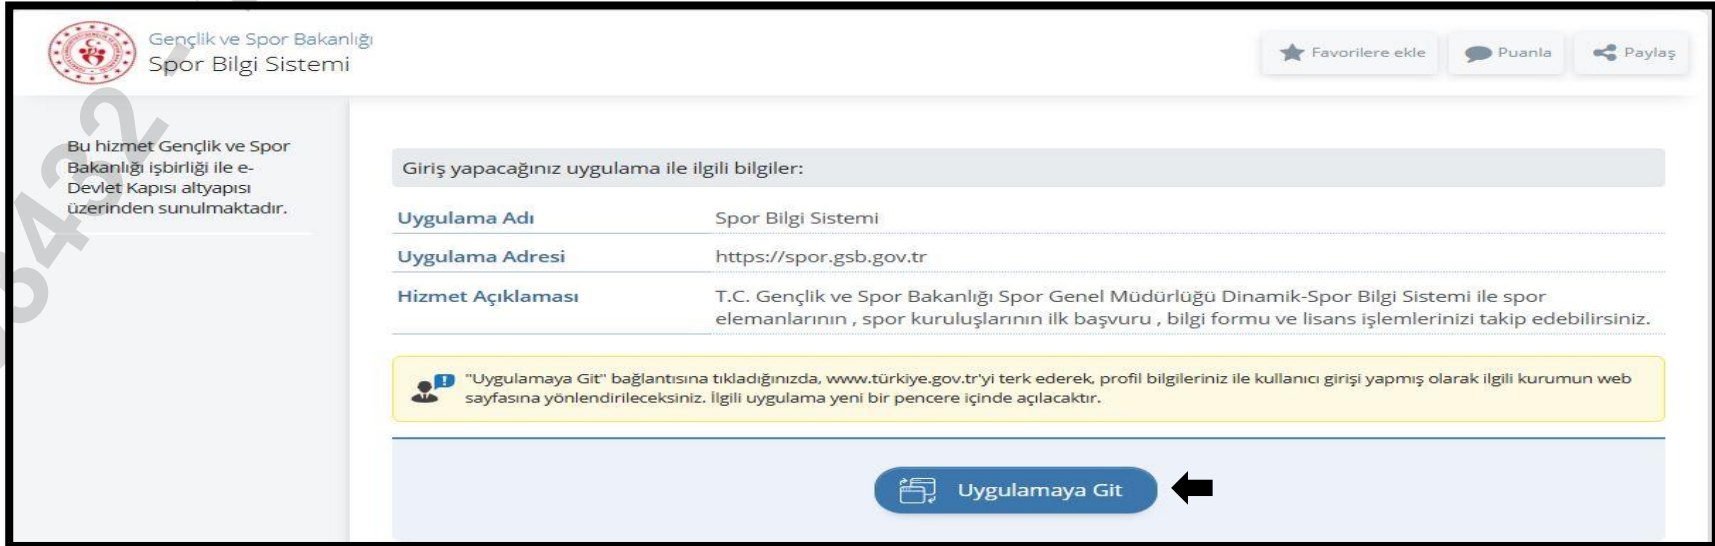 Gençlik ve Spor Bakanlığı
Spor Bilgi Sistemi
Favorilere ekle
Puanla
Paylaş
Bu hizmet Gençlik ve Spor
Bakanlığı işbirliği ile e-
Devlet Kapısı altyapısı
üzerinden sunulmaktadır.
Giriş yapacağınız uygulama ile ilgili bilgiler:
Uygulama Adı Spor Bilgi Sistemi
Uygulama Adresi https://spor.gsb.gov.tr
Hizmet Açıklaması T.C. Gençlik ve Spor Bakanlığı Spor Genel Müdürlüğü Dinamik-Spor Bilgi Sistemi ile spor
elemanlarının , spor kuruluşlarının ilk başvuru , bilgi formu ve lisans işlemlerinizi takip edebilirsiniz.
"Uygulamaya Git" bağlantısına tıkladığınızda, www.türkiye.gov.tr'yi terk ederek, profil bilgileriniz ile kullanıcı girişi yapmış olarak ilgili kurumun web
sayfasına yönlendirileceksiniz. İlgili uygulama yeni bir pencere içinde açılacaktır.
Uygulamaya Git